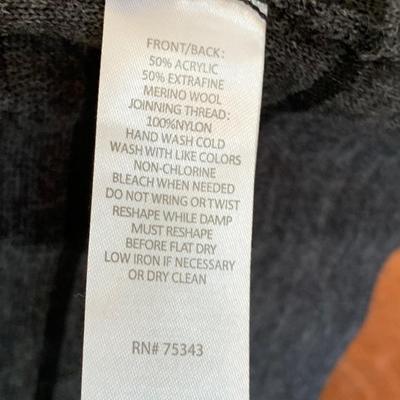 FRONT/BACK:
50% ACRYLIC
50% EXTRAFINE
MERINO WOOL
JOINNING THREAD:
100%NYLON
HAND WASH COLD
WASH WITH LIKE COLORS
NON-CHLORINE
BLEACH WHEN NEEDED
DO NOT WRING OR TWIST
RESHAPE WHILE DAMP
MUST RESHAPE
BEFORE FLAT DRY
LOW IRON IF NECESSARY
OR DRY CLEAN
RN# 75343